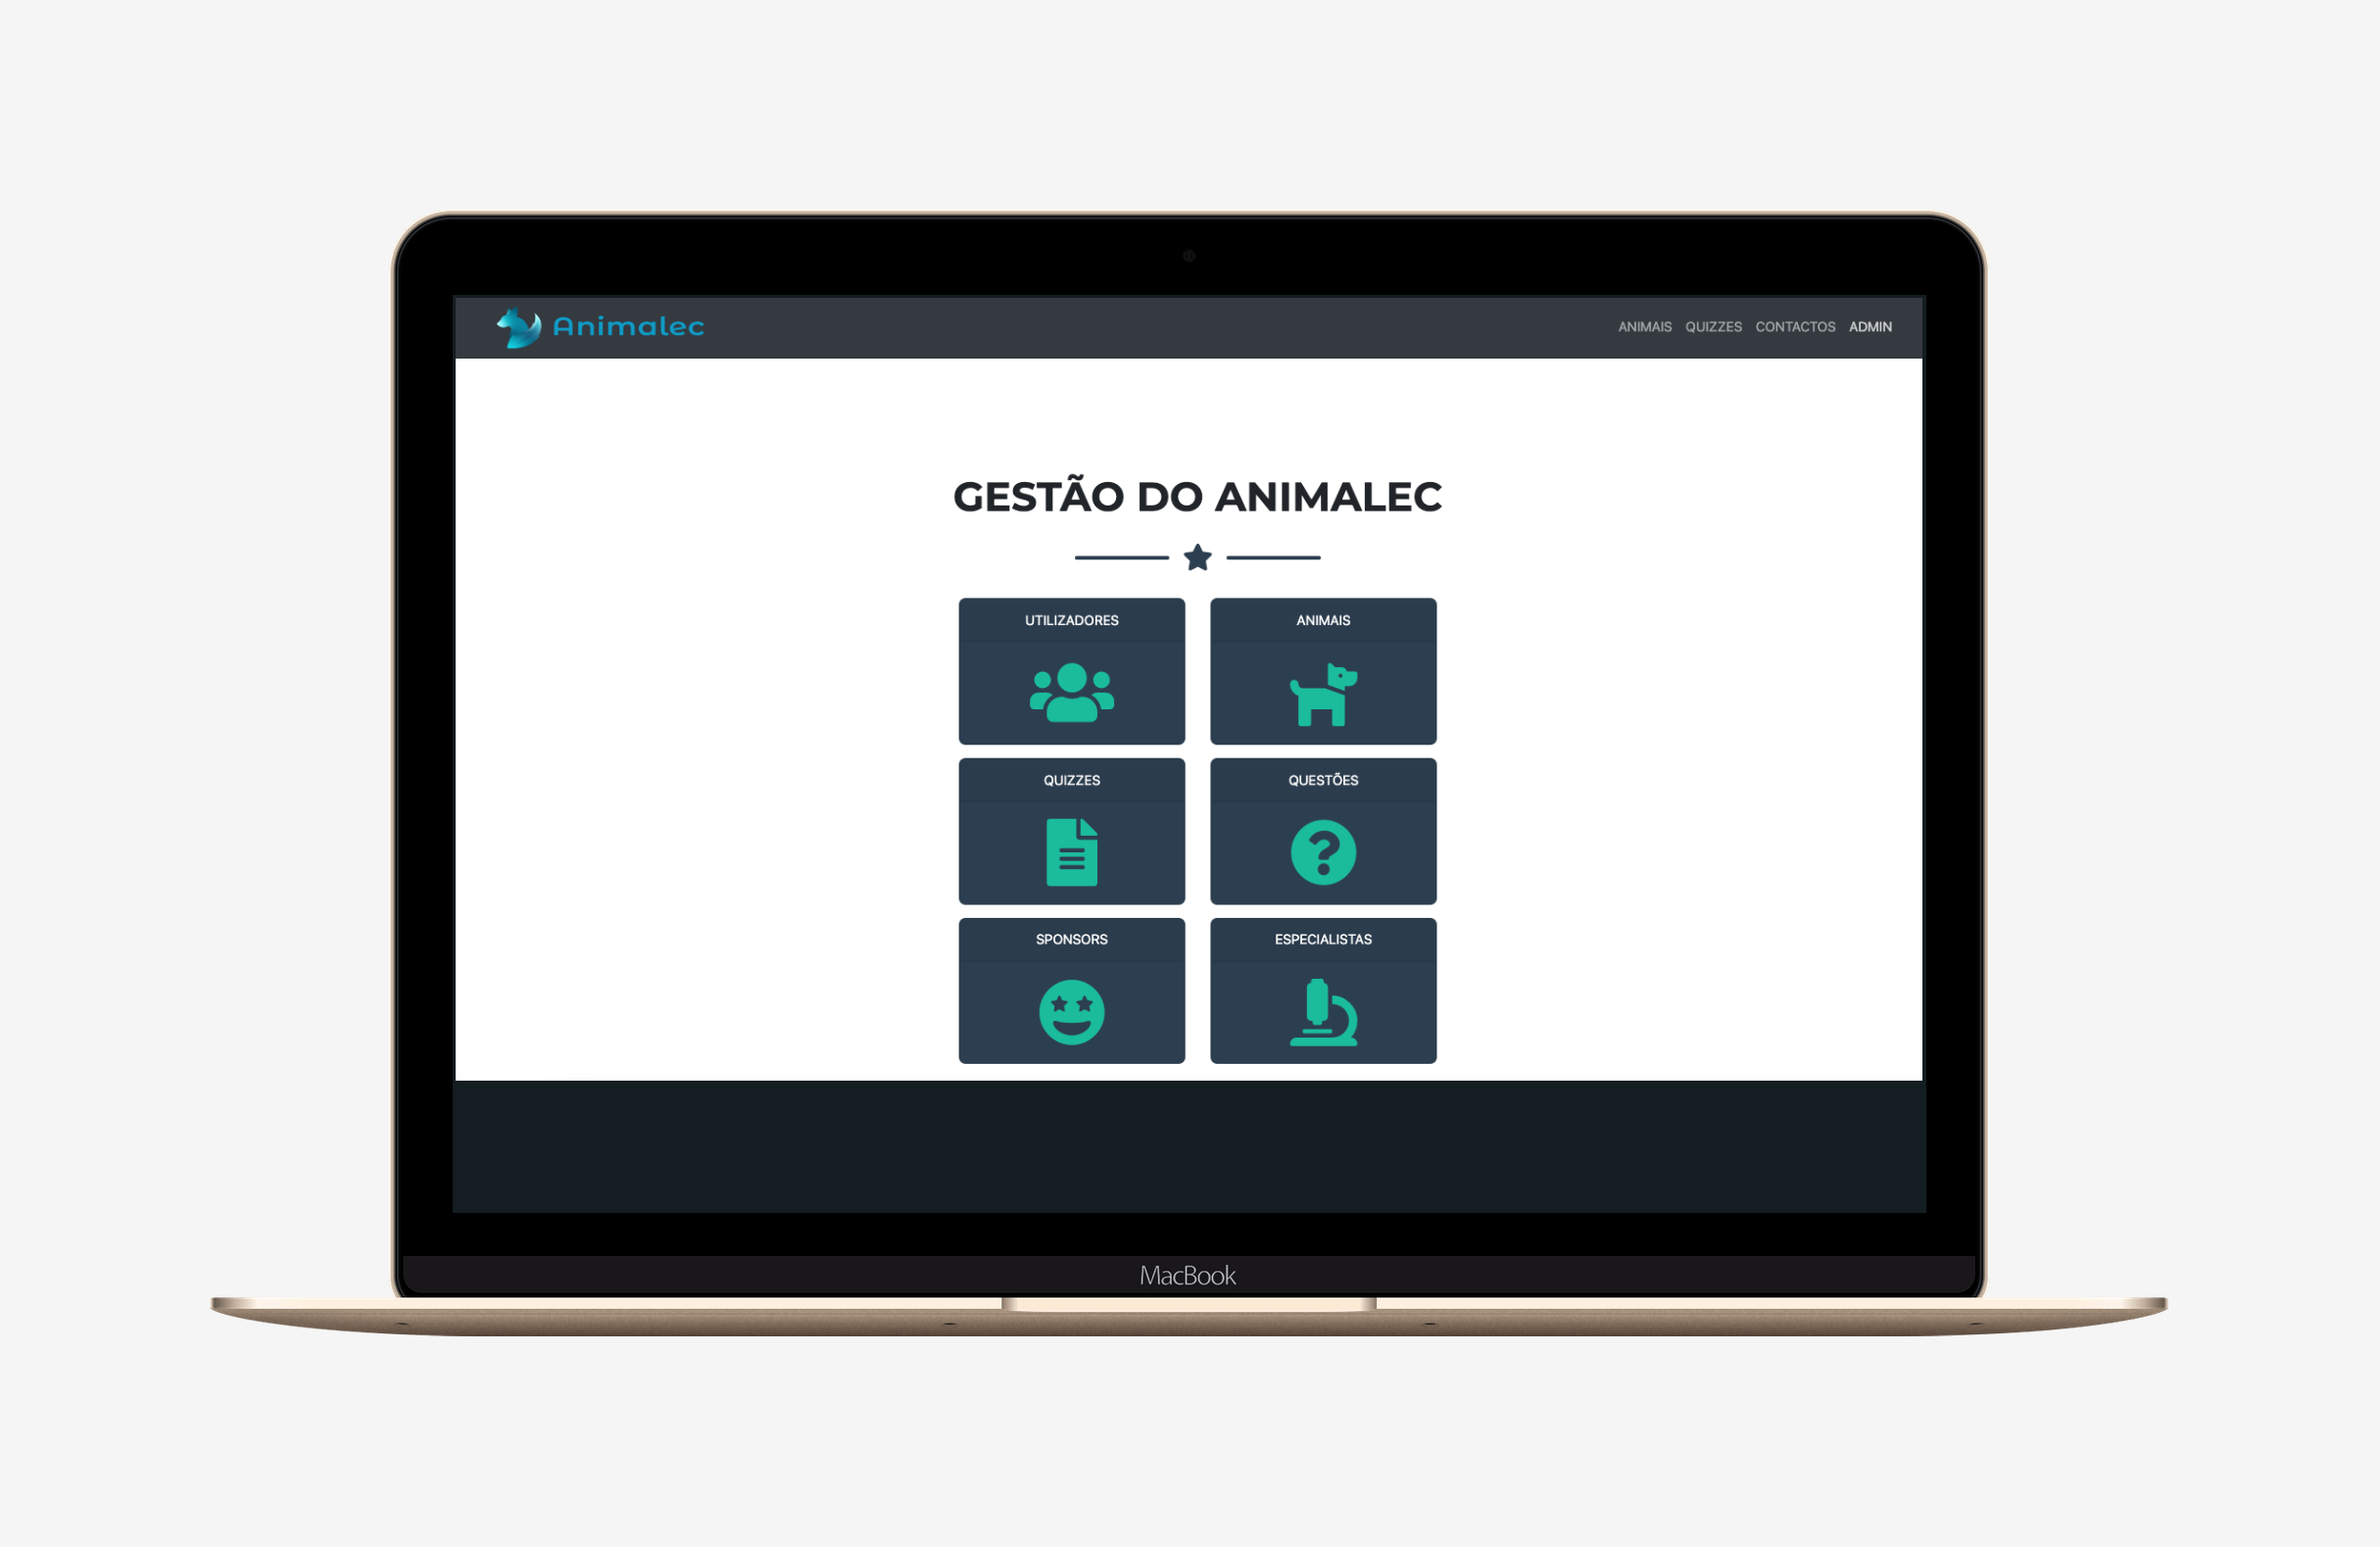 Animalec
ANIMAIS QUIZZES CONTACTOS ADMIN
GESTÃO DO ANIMALEC
UTILIZADORES
ANIMAIS
QUIZZES
QUESTÕES
SPONSORS
ESPECIALISTAS
MacBook